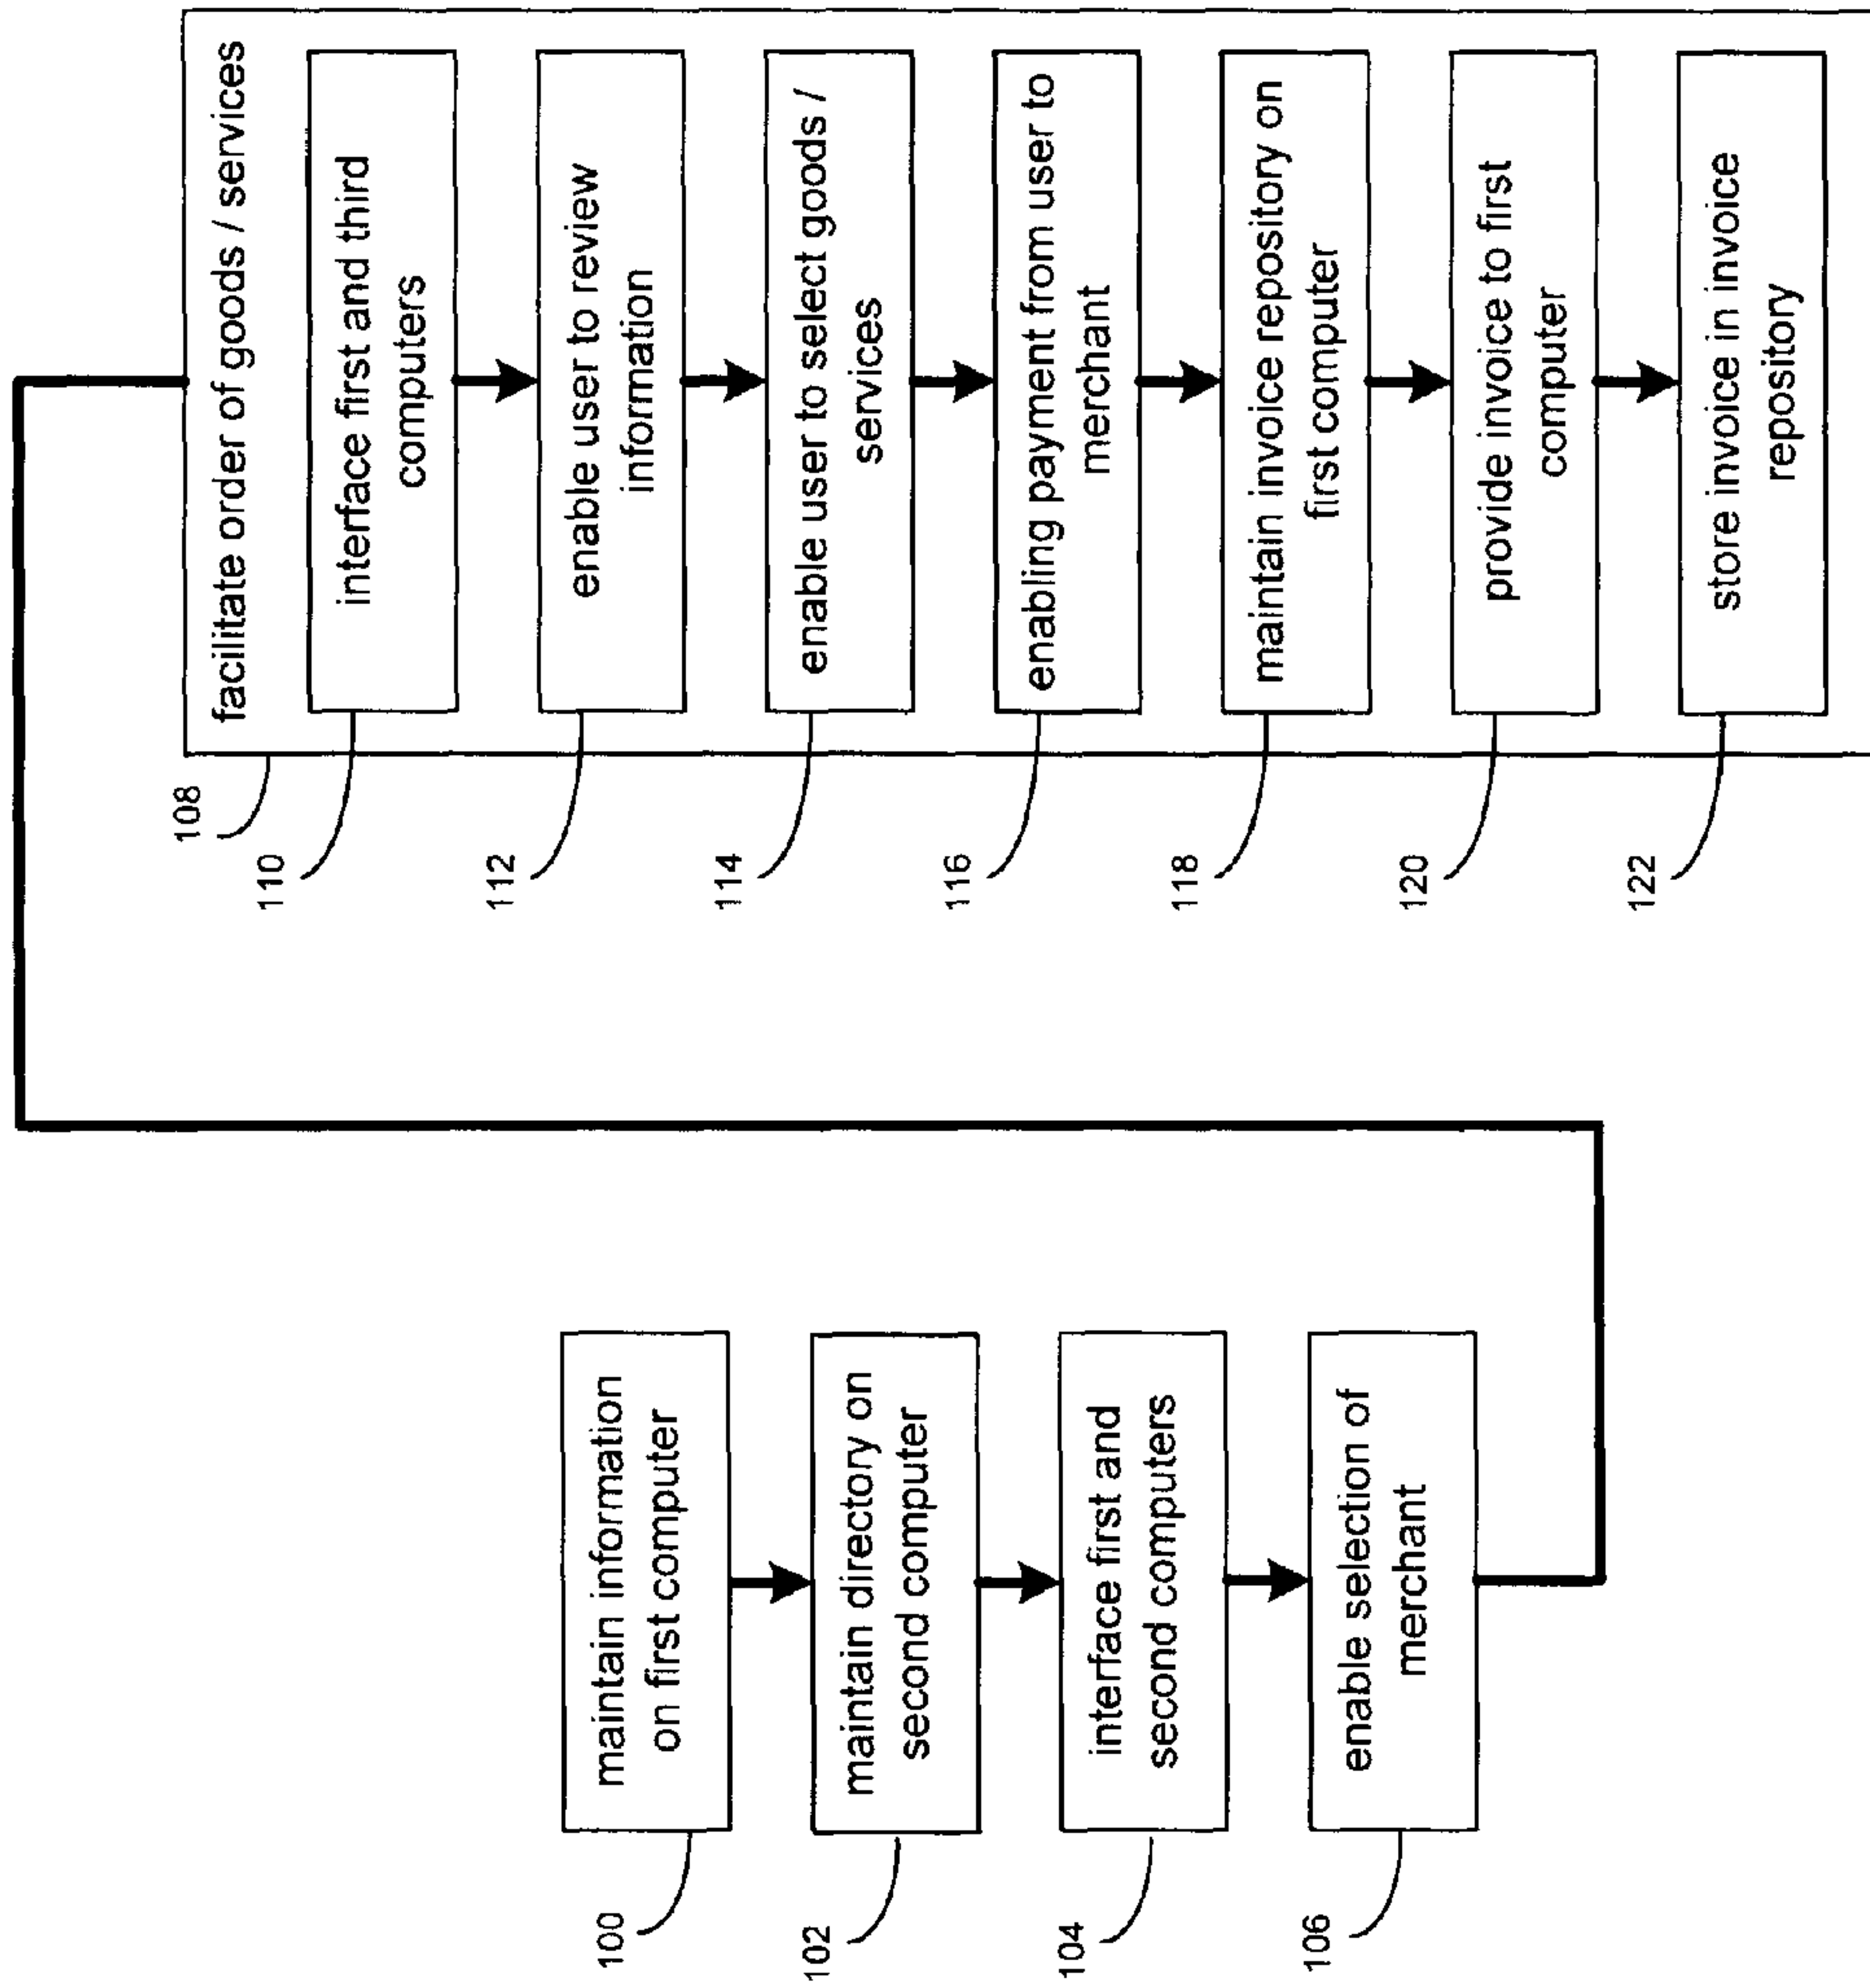 100
maintain information
on first computer
102
maintain directory on
second computer
104
interface first and
second computers
106
enable selection of
merchant
108
facilitate order of goods / services
110
interface first and third
computers
112
enable user to review
information
114
enable user to select goods /
services
116
enabling payment from user to
merchant
118
maintain invoice repository on
first computer
120
provide invoice to first
computer
122
store invoice in invoice
repository